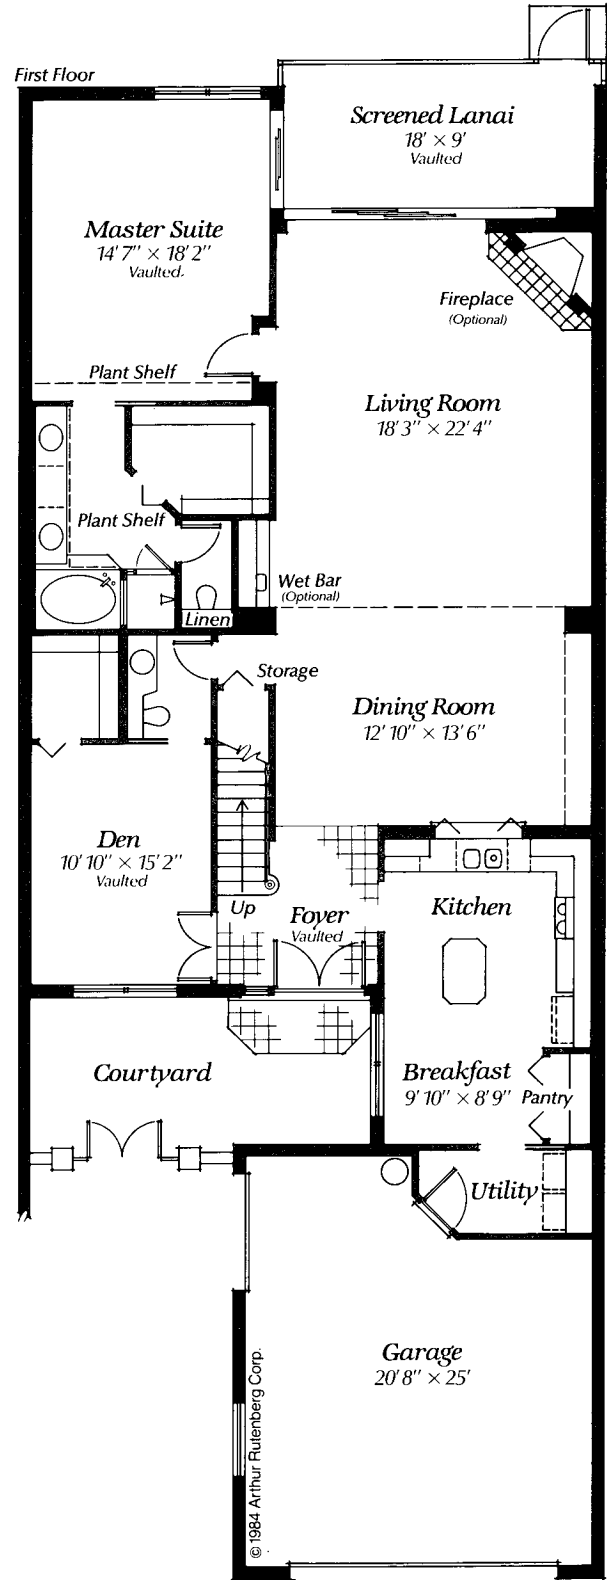 First Floor
Screened Lanai
18' × 9'
Vaulted
Master Suite
14' 7" × 18' 2"
Vaulted
Fireplace
(Optional)
Plant Shelf
Living Room
18' 3" × 22' 4"
Plant Shelf
Wet Bar
(Optional)
Linen
Storage
Dining Room
12' 10" × 13' 6"
Den
10' 10" × 15' 2"
Vaulted
Up
Foyer
Vaulted
Kitchen
Courtyard
Breakfast
9' 10" × 8' 9"
Pantry
Utility
Garage
20' 8" × 25'
© 1984 Arthur Rutenberg Corp.